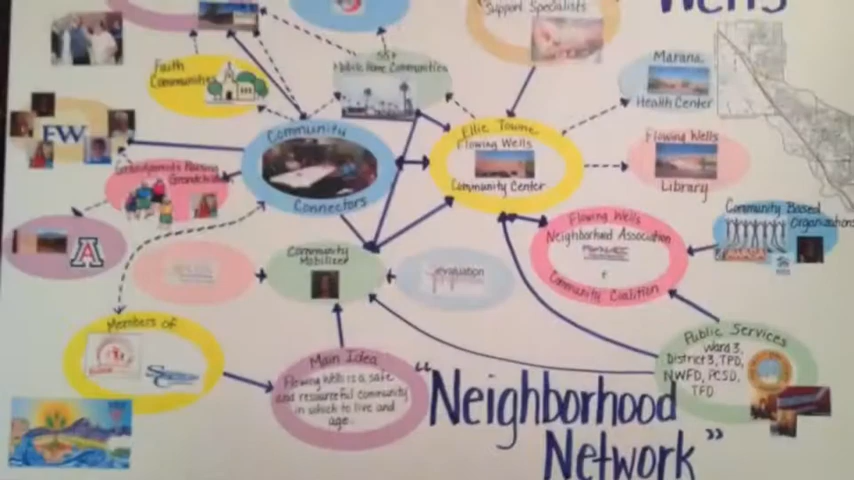 Wells
Support Specialists
Faith
Communities
Mobile Home Communities
Marana
Health Center
FW
Community
Connectors
Ellie Towne
Flowing Wells
Community Center
Flowing Wells
Library
Grandparents Raising
Grandchildren
A
Community Based
Organizations
Flowing Wells
Neighborhood Association
+
Community Coalition
Community
Mobilizer
evaluation
Members of
Main Idea
Flowing Wells is a safe
and resourceful community
in which to live and
age.
Public Services
Ward 3,
District 3, TPD,
NWFD, PCSD,
TFD
"Neighborhood
Network"